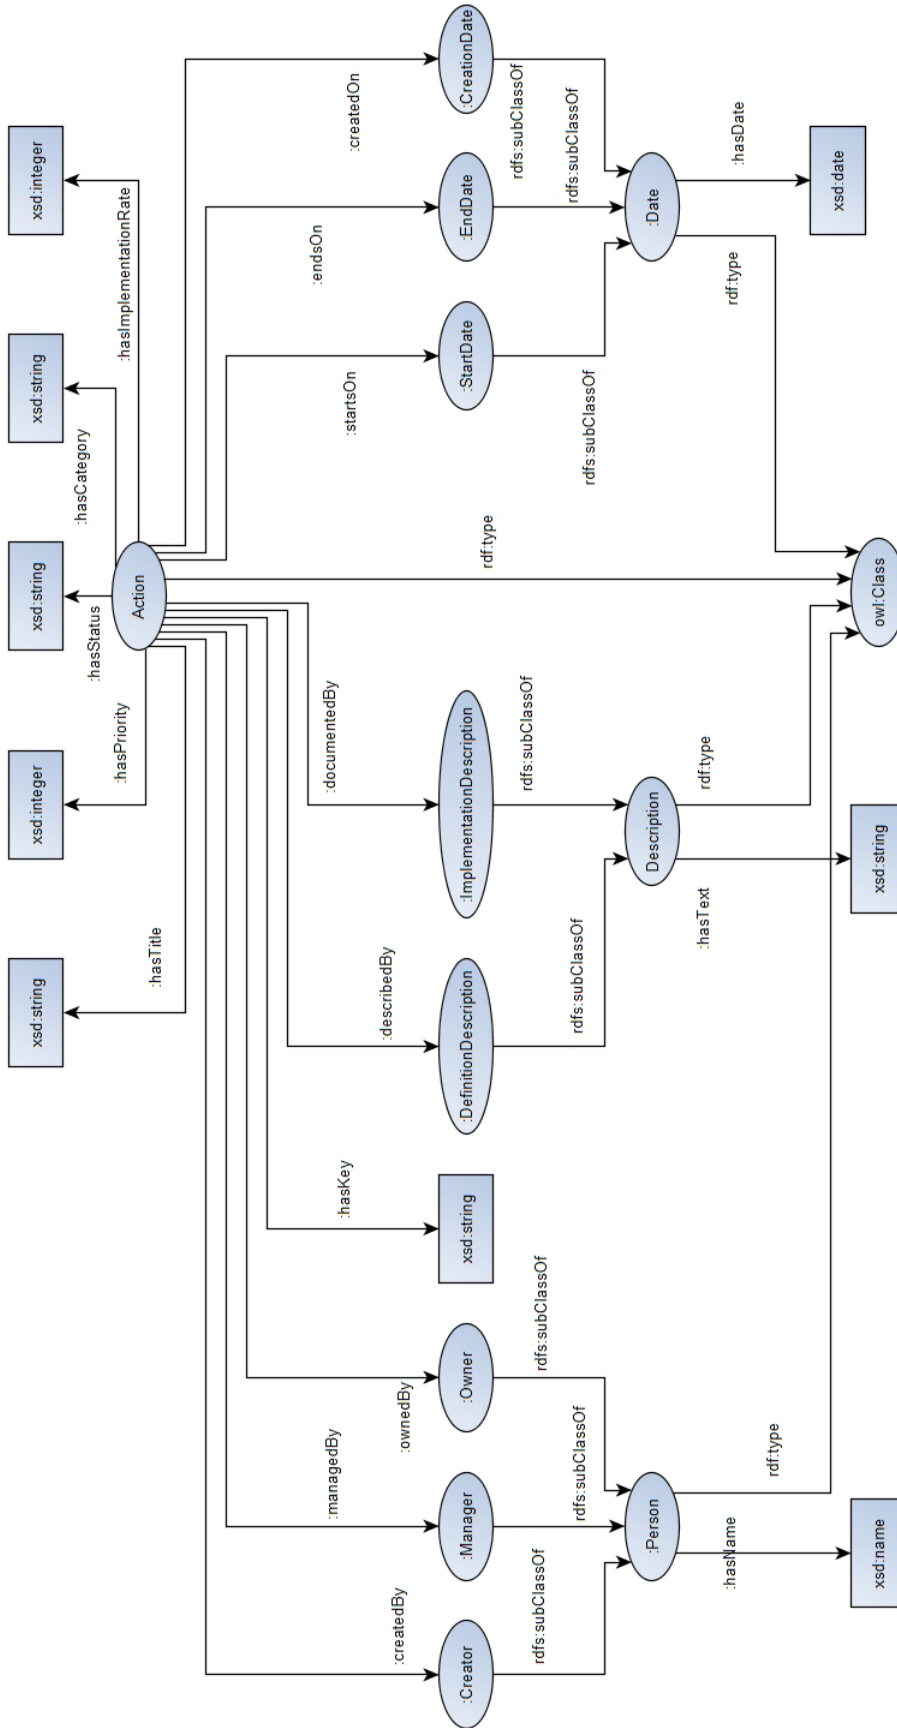 xsd:string
xsd:integer
xsd:string
xsd:string
xsd:integer
:hasTitle
:hasPriority
:hasStatus
:hasCategory
:hasImplementationRate
Action
:createdBy
:managedBy
:ownedBy
:hasKey
:describedBy
:documentedBy
rdf:type
:startsOn
:endsOn
:createdOn
:Creator
:Manager
:Owner
xsd:string
:DefinitionDescription
:ImplementationDescription
:StartDate
:EndDate
:CreationDate
rdfs:subClassOf
rdfs:subClassOf
rdfs:subClassOf
rdfs:subClassOf
rdfs:subClassOf
rdfs:subClassOf
rdfs:subClassOf
rdfs:subClassOf
:Person
Description
:Date
:hasName
rdf:type
:hasText
rdf:type
rdf:type
:hasDate
xsd:name
xsd:string
owl:Class
xsd:date